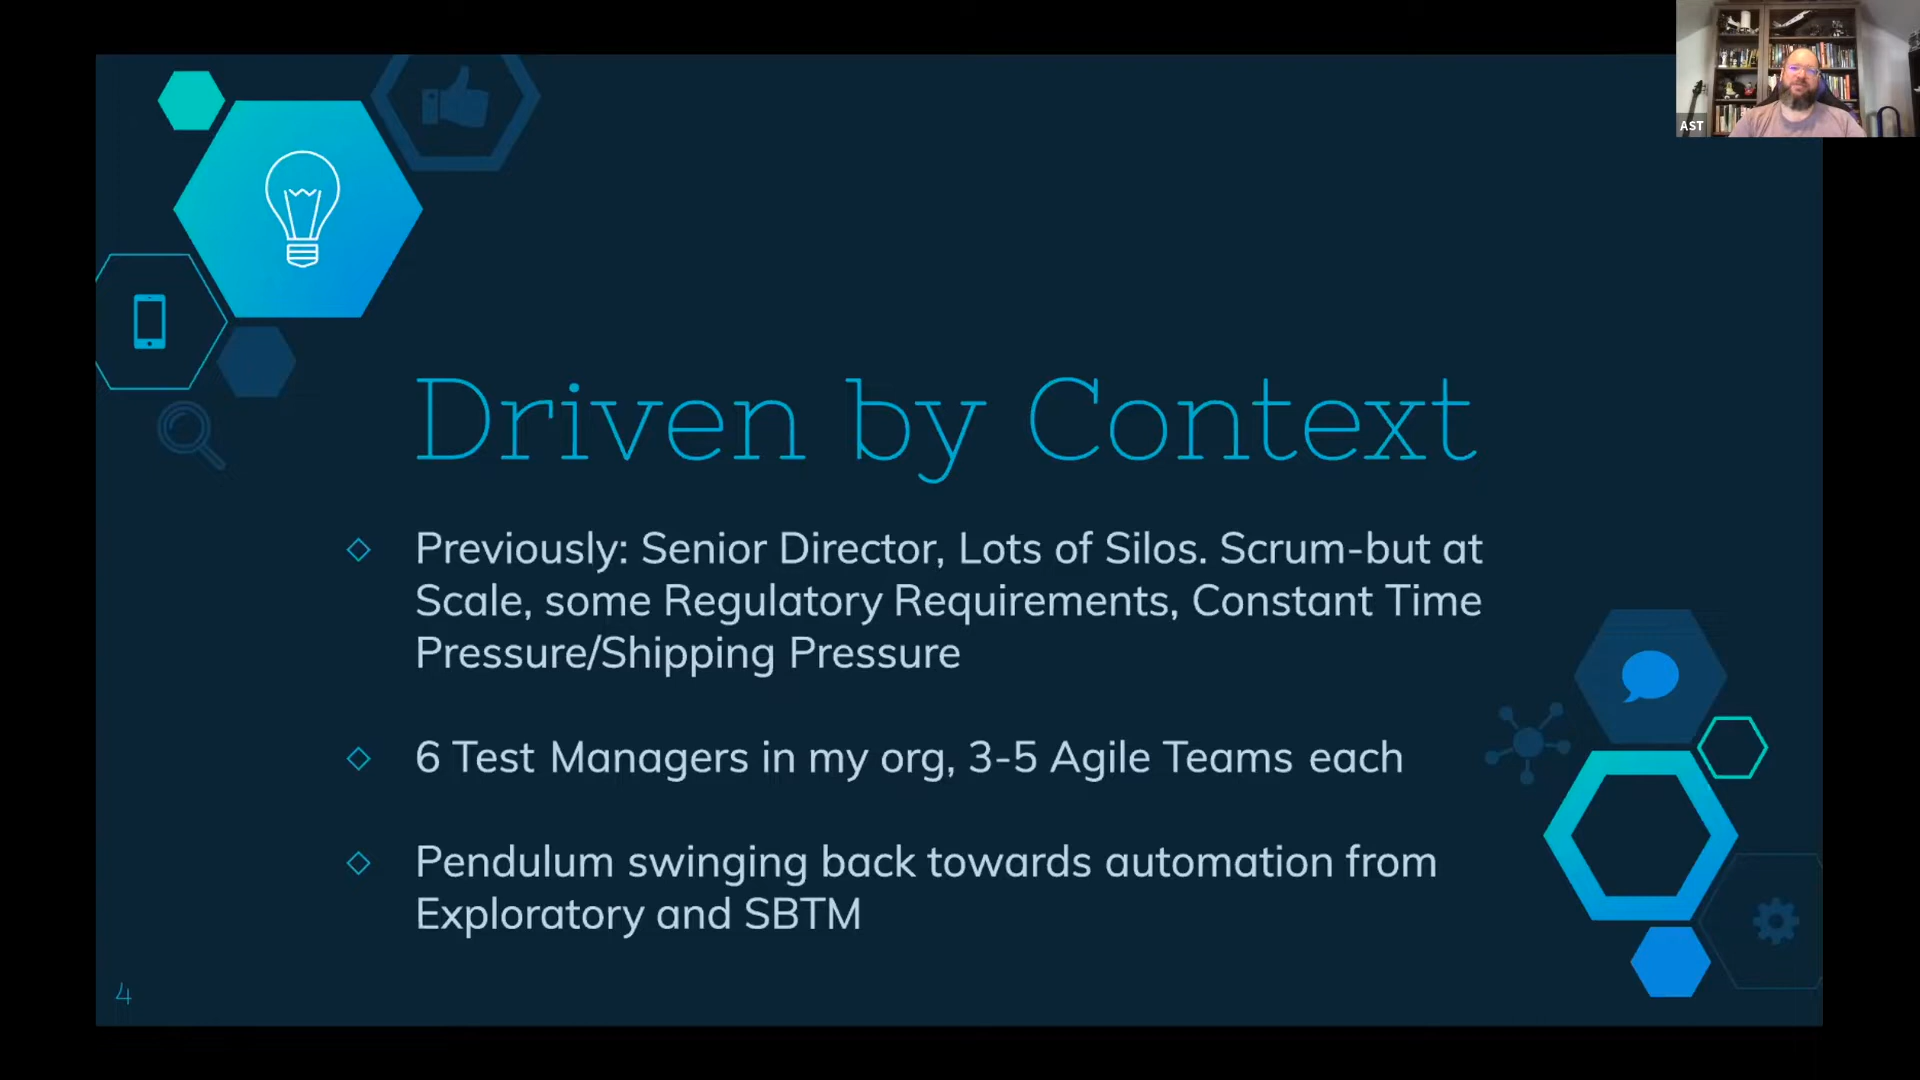 AST
Driven by Context
Previously: Senior Director, Lots of Silos. Scrum-but at
Scale, some Regulatory Requirements, Constant Time
Pressure/Shipping Pressure
6 Test Managers in my org, 3-5 Agile Teams each
Pendulum swinging back towards automation from
Exploratory and SBTM
4